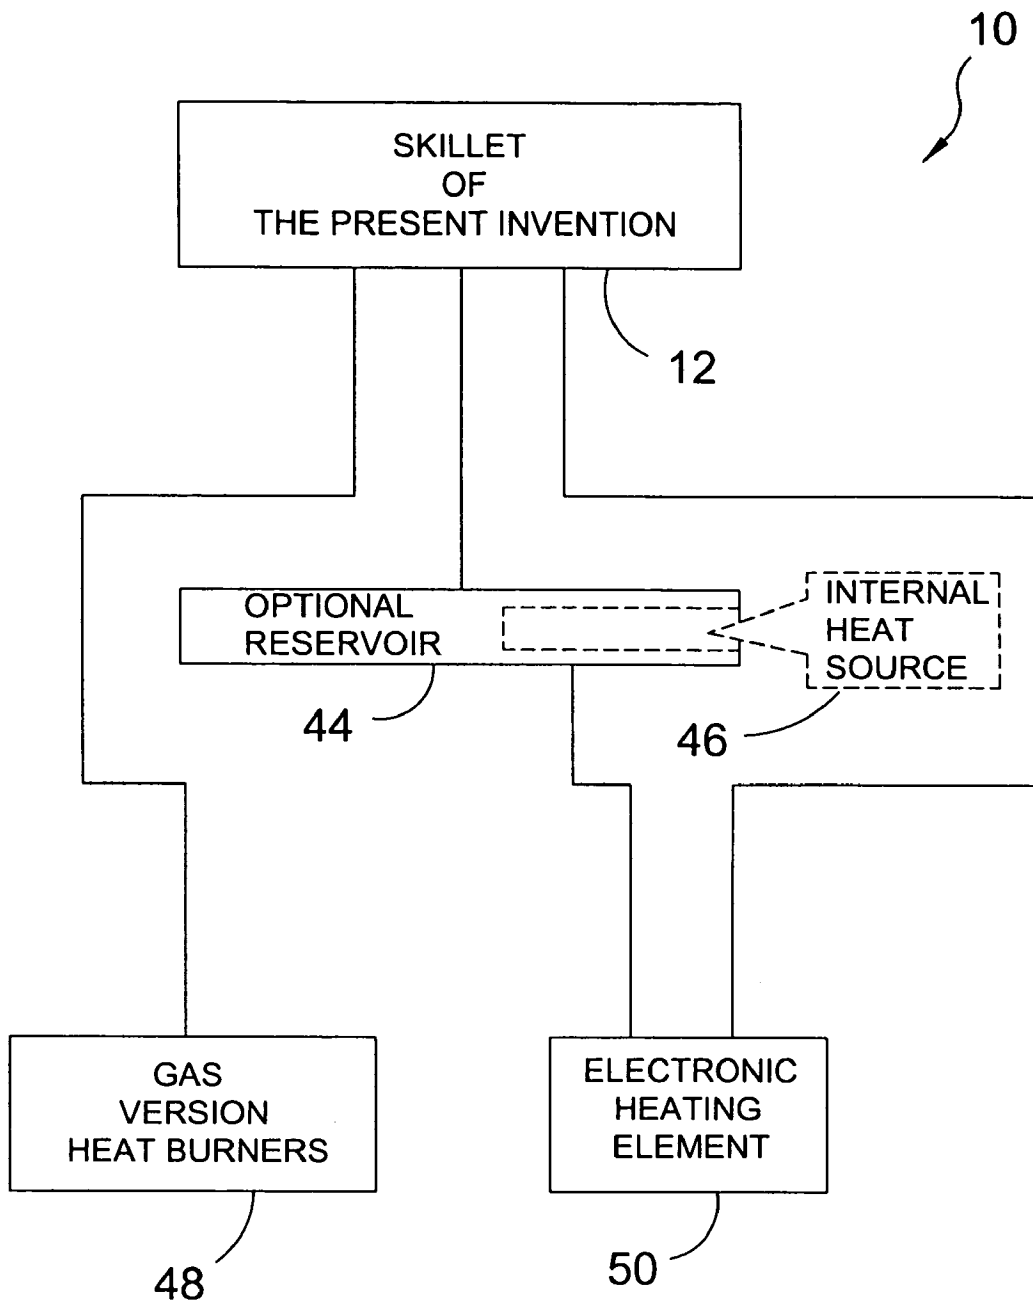 10
SKILLET
OF
THE PRESENT INVENTION
12
OPTIONAL
RESERVOIR
INTERNAL
HEAT
SOURCE
44
46
GAS
VERSION
HEAT BURNERS
ELECTRONIC
HEATING
ELEMENT
48
50